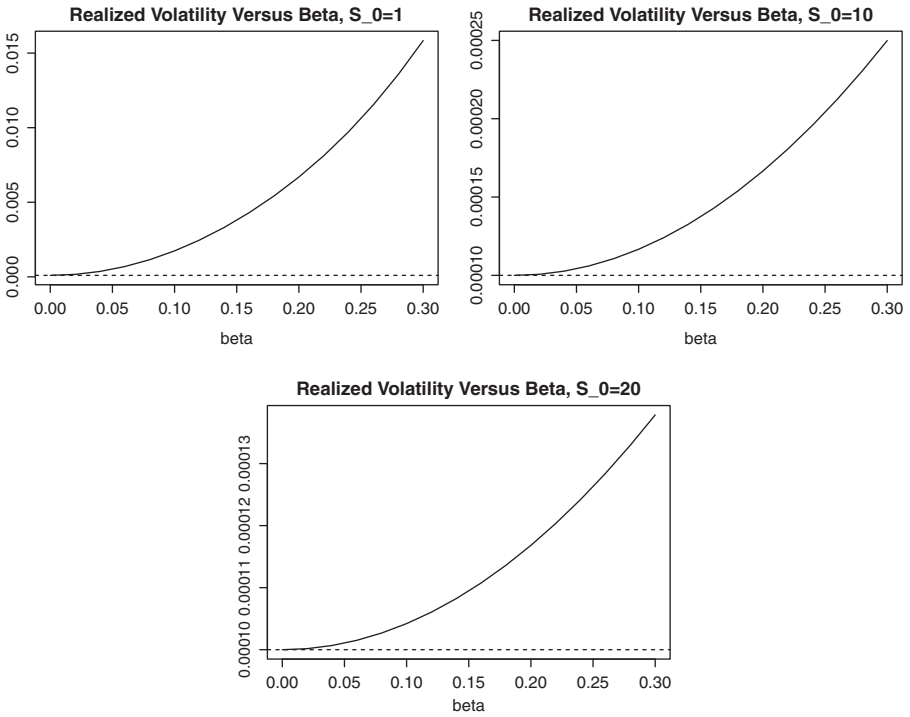 Realized Volatility Versus Beta, S_0=1
0.000 0.005 0.010 0.015
0.00 0.05 0.10 0.15 0.20 0.25 0.30
beta
Realized Volatility Versus Beta, S_0=10
0.00010 0.00015 0.00020 0.00025
0.00 0.05 0.10 0.15 0.20 0.25 0.30
beta
Realized Volatility Versus Beta, S_0=20
0.00010 0.00011 0.00012 0.00013
0.00 0.05 0.10 0.15 0.20 0.25 0.30
beta